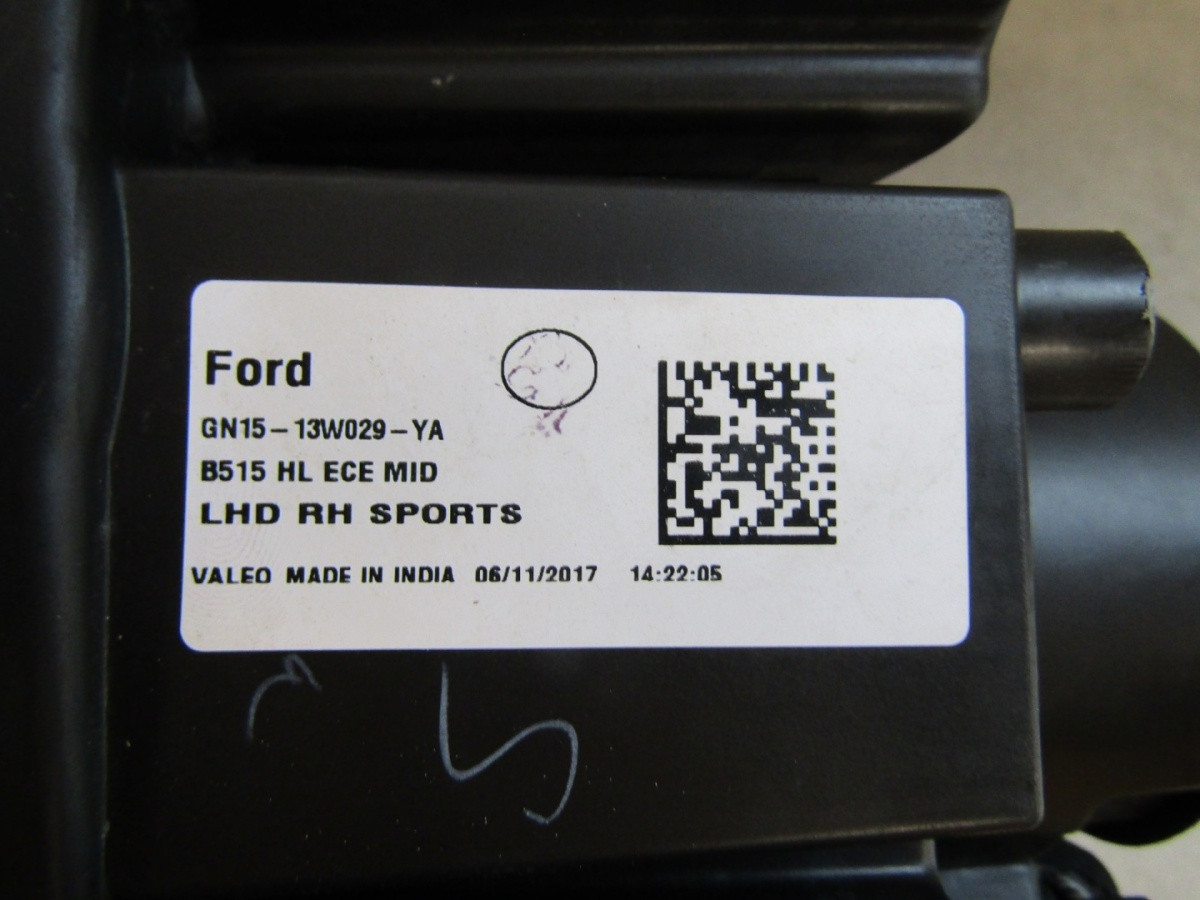 Ford
GN15-13W029-YA
B515 HL ECE MID
LHD RH SPORTS
VALEO MADE IN INDIA 06/11/2017 14:22:05